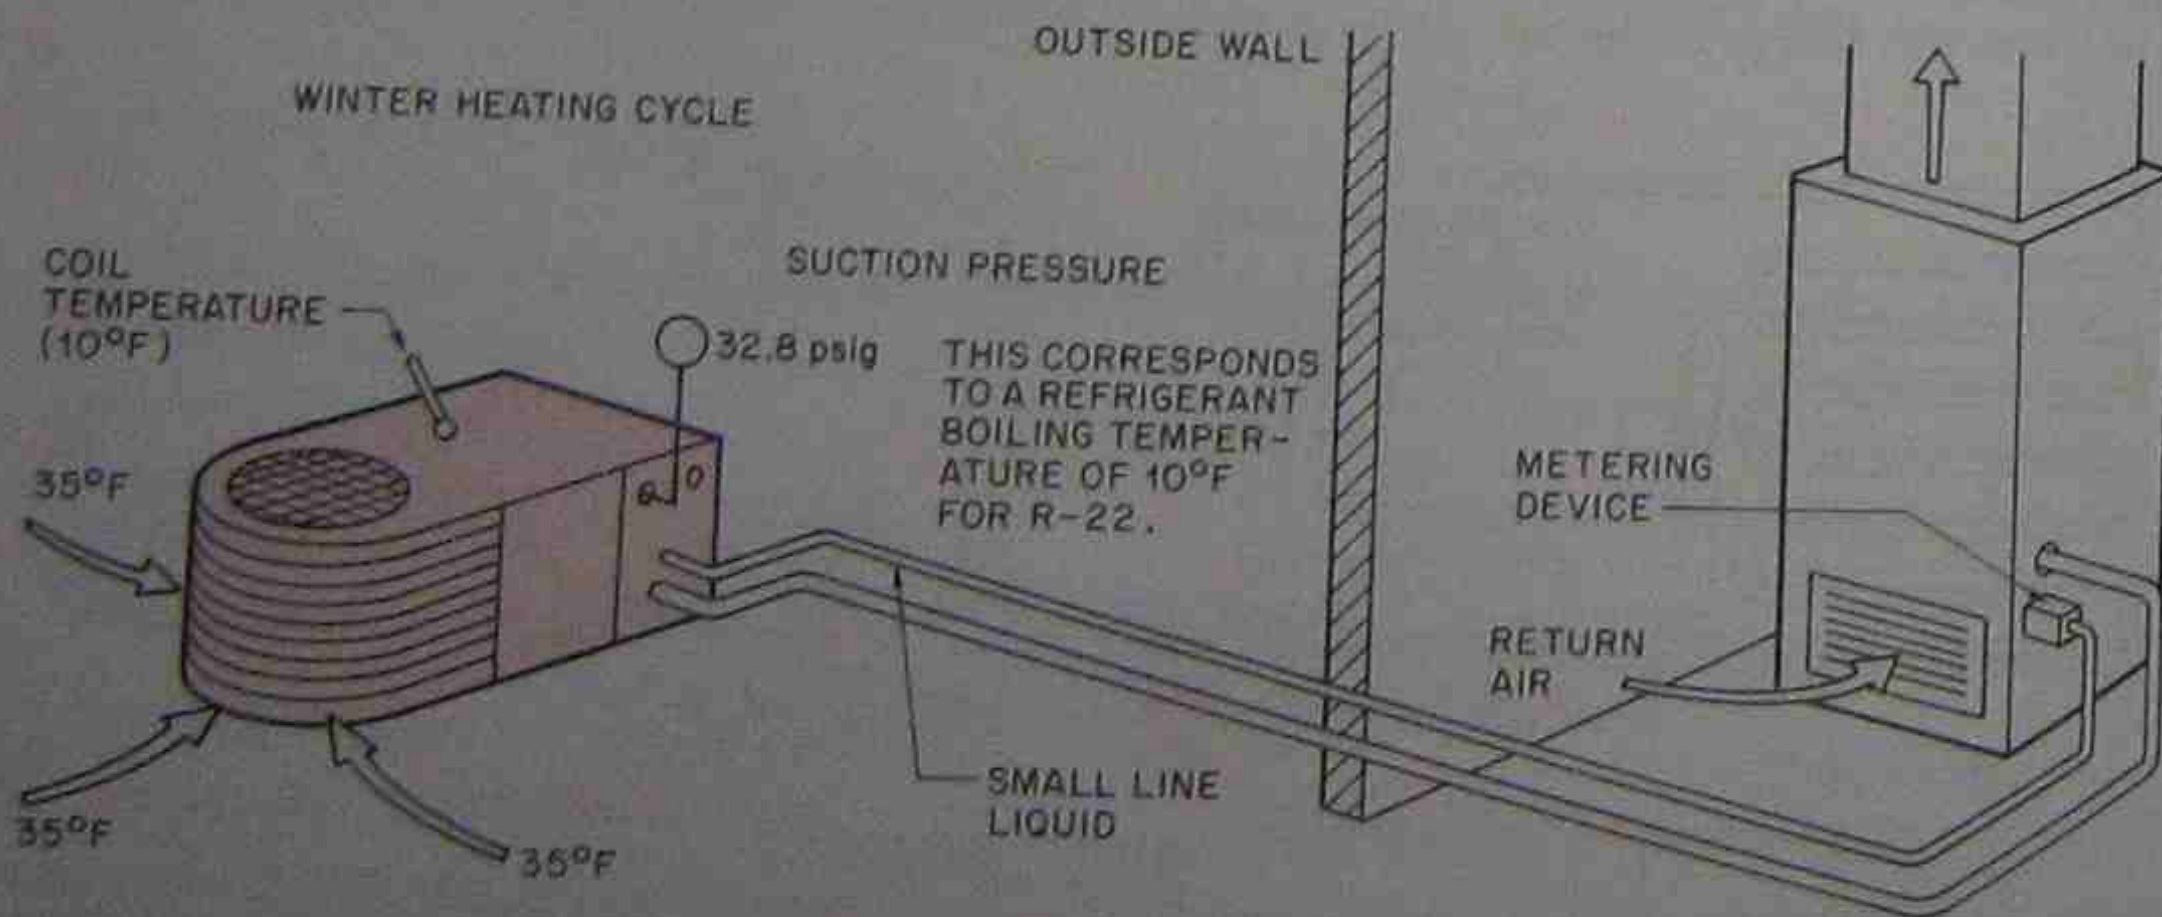 OUTSIDE WALL
WINTER HEATING CYCLE
COIL
TEMPERATURE
(10°F)
SUCTION PRESSURE
32.8 psig
THIS CORRESPONDS
TO A REFRIGERANT
BOILING TEMPER-
ATURE OF 10°F
FOR R-22.
35°F
METERING
DEVICE
RETURN
AIR
SMALL LINE
LIQUID
35°F
35°F